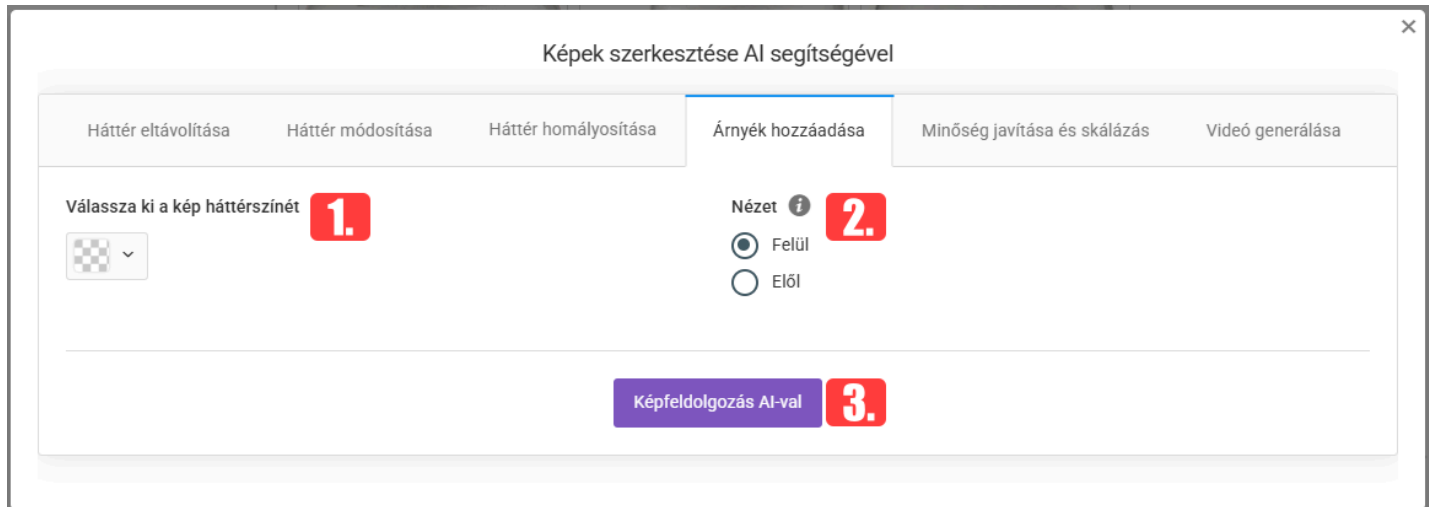 Képek szerkesztése AI segítségével
Háttér eltávolítása
Háttér módosítása
Háttér homályosítása
Árnyék hozzáadása
Minőség javítása és skálázás
Videó generálása
Válassza ki a kép háttérszínét
1.
Nézet i
2.
Felül
Elől
Képfeldolgozás AI-val
3.